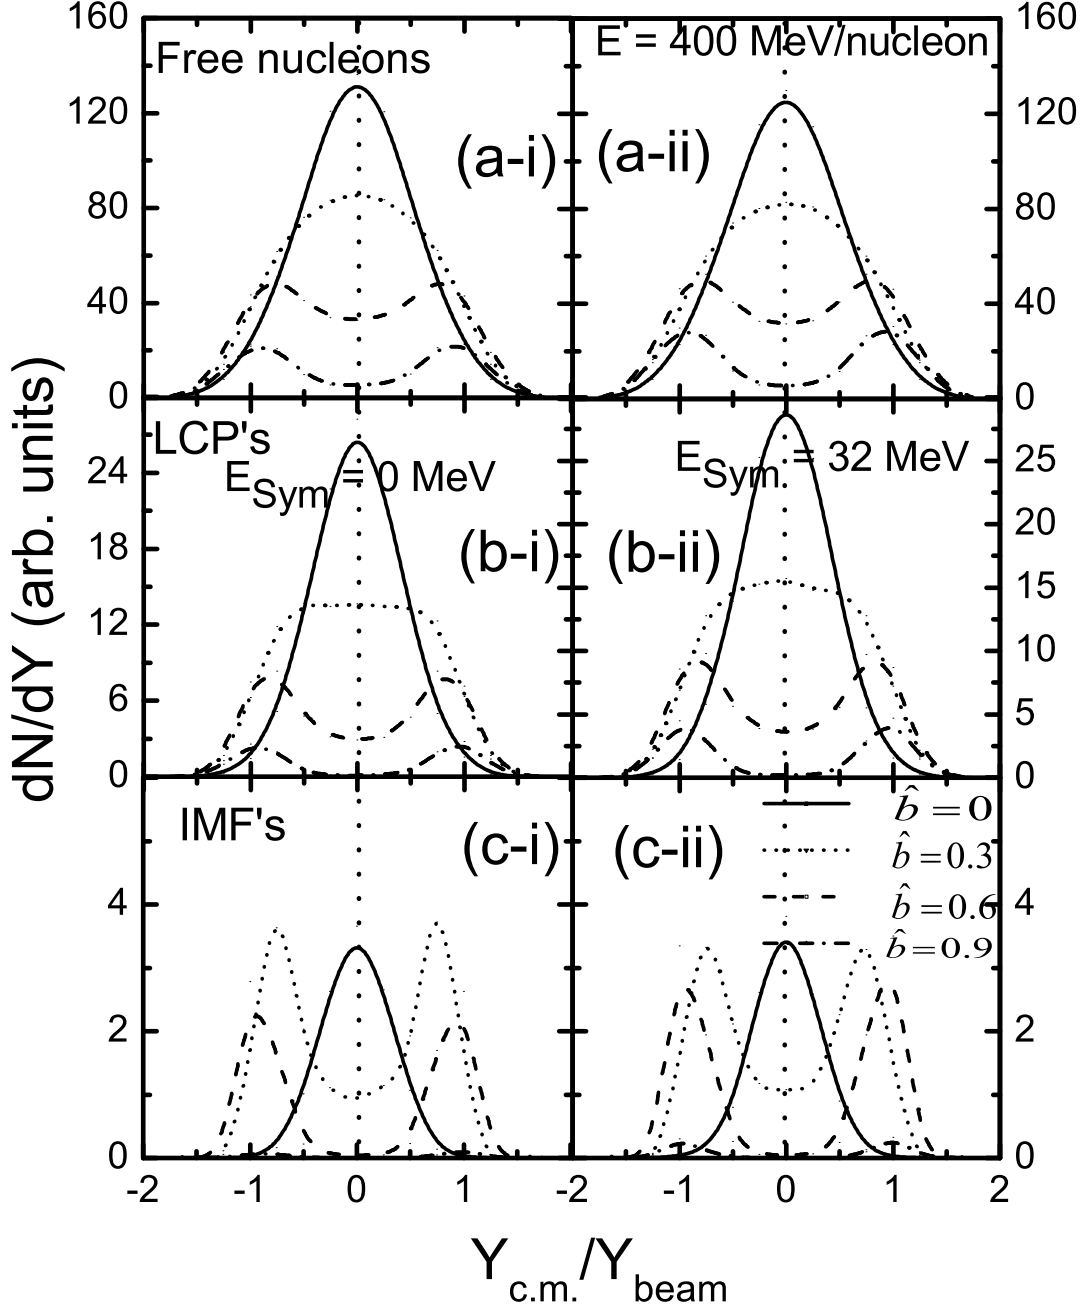 160
120
80
40
0
Free nucleons
(a-i)
E = 400 MeV/nucleon
(a-ii)
160
120
80
40
0
dN/dY (arb. units)
24
18
12
6
0
LCP's
E_Sym = 0 MeV
(b-i)
E_Sym = 32 MeV
(b-ii)
25
20
15
10
5
0
4
2
0
IMF's
(c-i)
(c-ii)
b̂=0
b̂=0.3
b̂=0.6
b̂=0.9
4
2
0
-2 -1 0 1 -2 -1 0 1 2
Y_c.m./Y_beam